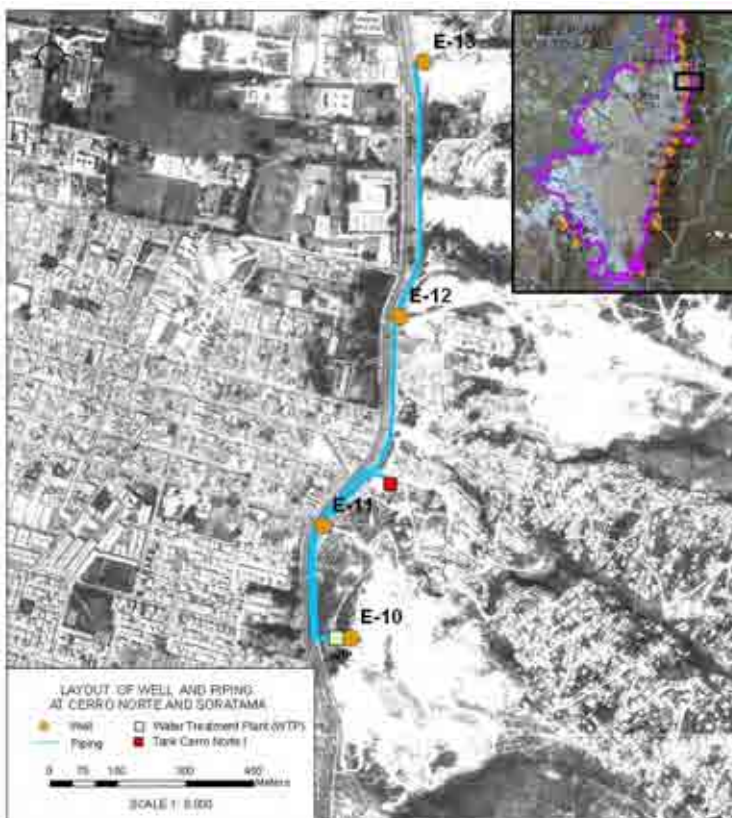 E-13
E-12
E-11
E-10
LAYOUT OF WELL AND PIPING
AT CERRO NORTE AND SORATAMA
Well
Water Treatment Plant (WTP)
Piping
Tank Cerro Norte I
0 75 150 300 450
Meters
SCALE 1: 8.000